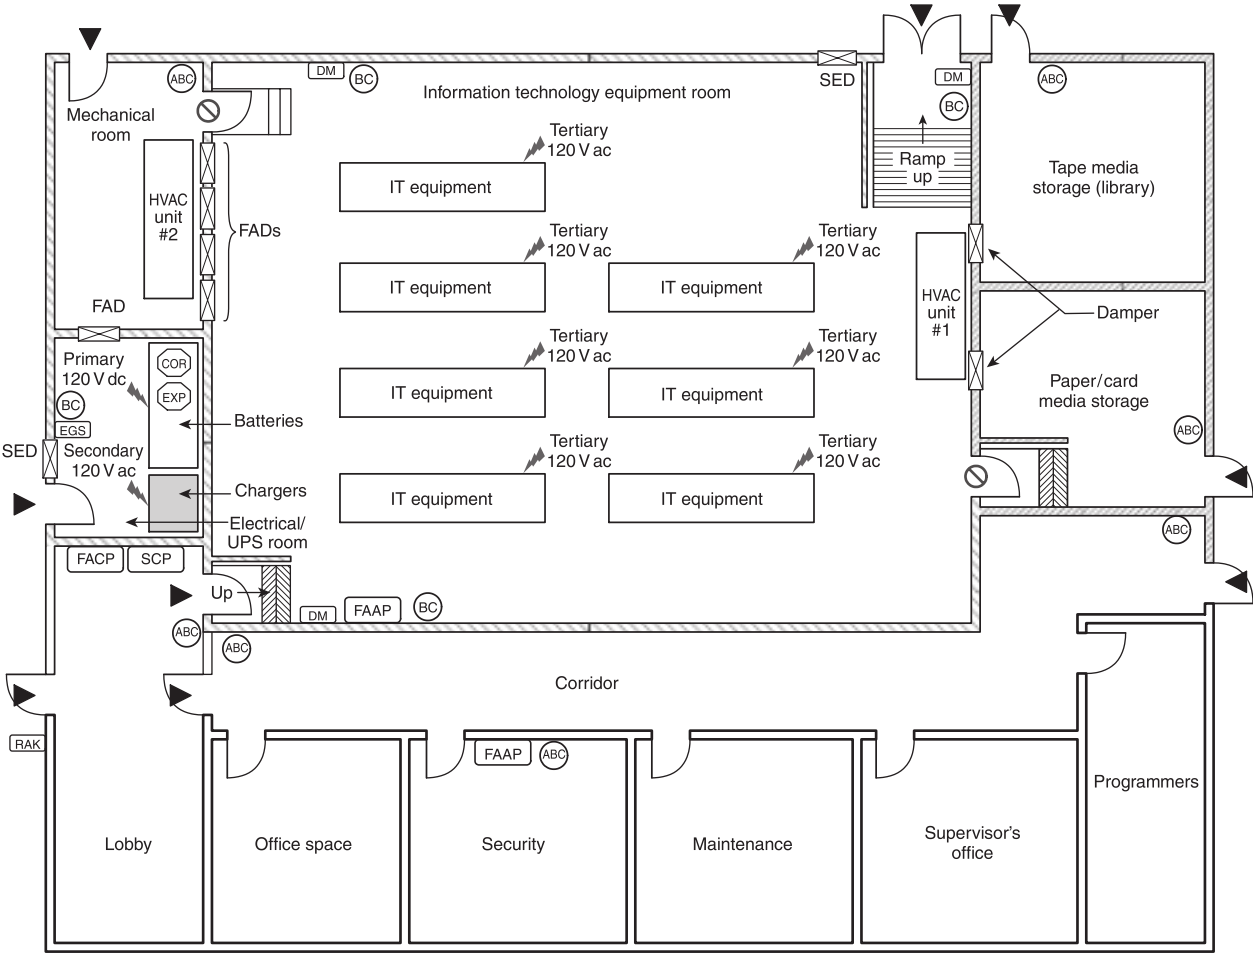 SED
DM
ABC
DM
BC
ABC
BC
Information technology equipment room
Mechanical
room
Tertiary
120 V ac
Ramp
up
Tape media
storage (library)
IT equipment
HVAC
unit
#2
FADs
Tertiary
120 V ac
Tertiary
120 V ac
IT equipment
IT equipment
HVAC
unit
#1
FAD
Damper
Primary
120 V dc
COR
EXP
Tertiary
120 V ac
Tertiary
120 V ac
IT equipment
IT equipment
Paper/card
media storage
BC
EGS
Batteries
ABC
SED
Secondary
120 V ac
Tertiary
120 V ac
Tertiary
120 V ac
Chargers
IT equipment
IT equipment
Electrical/
UPS room
ABC
FACP
SCP
Up
DM
FAAP
BC
ABC
ABC
Corridor
RAK
FAAP
ABC
Programmers
Lobby
Office space
Security
Maintenance
Supervisor's
office